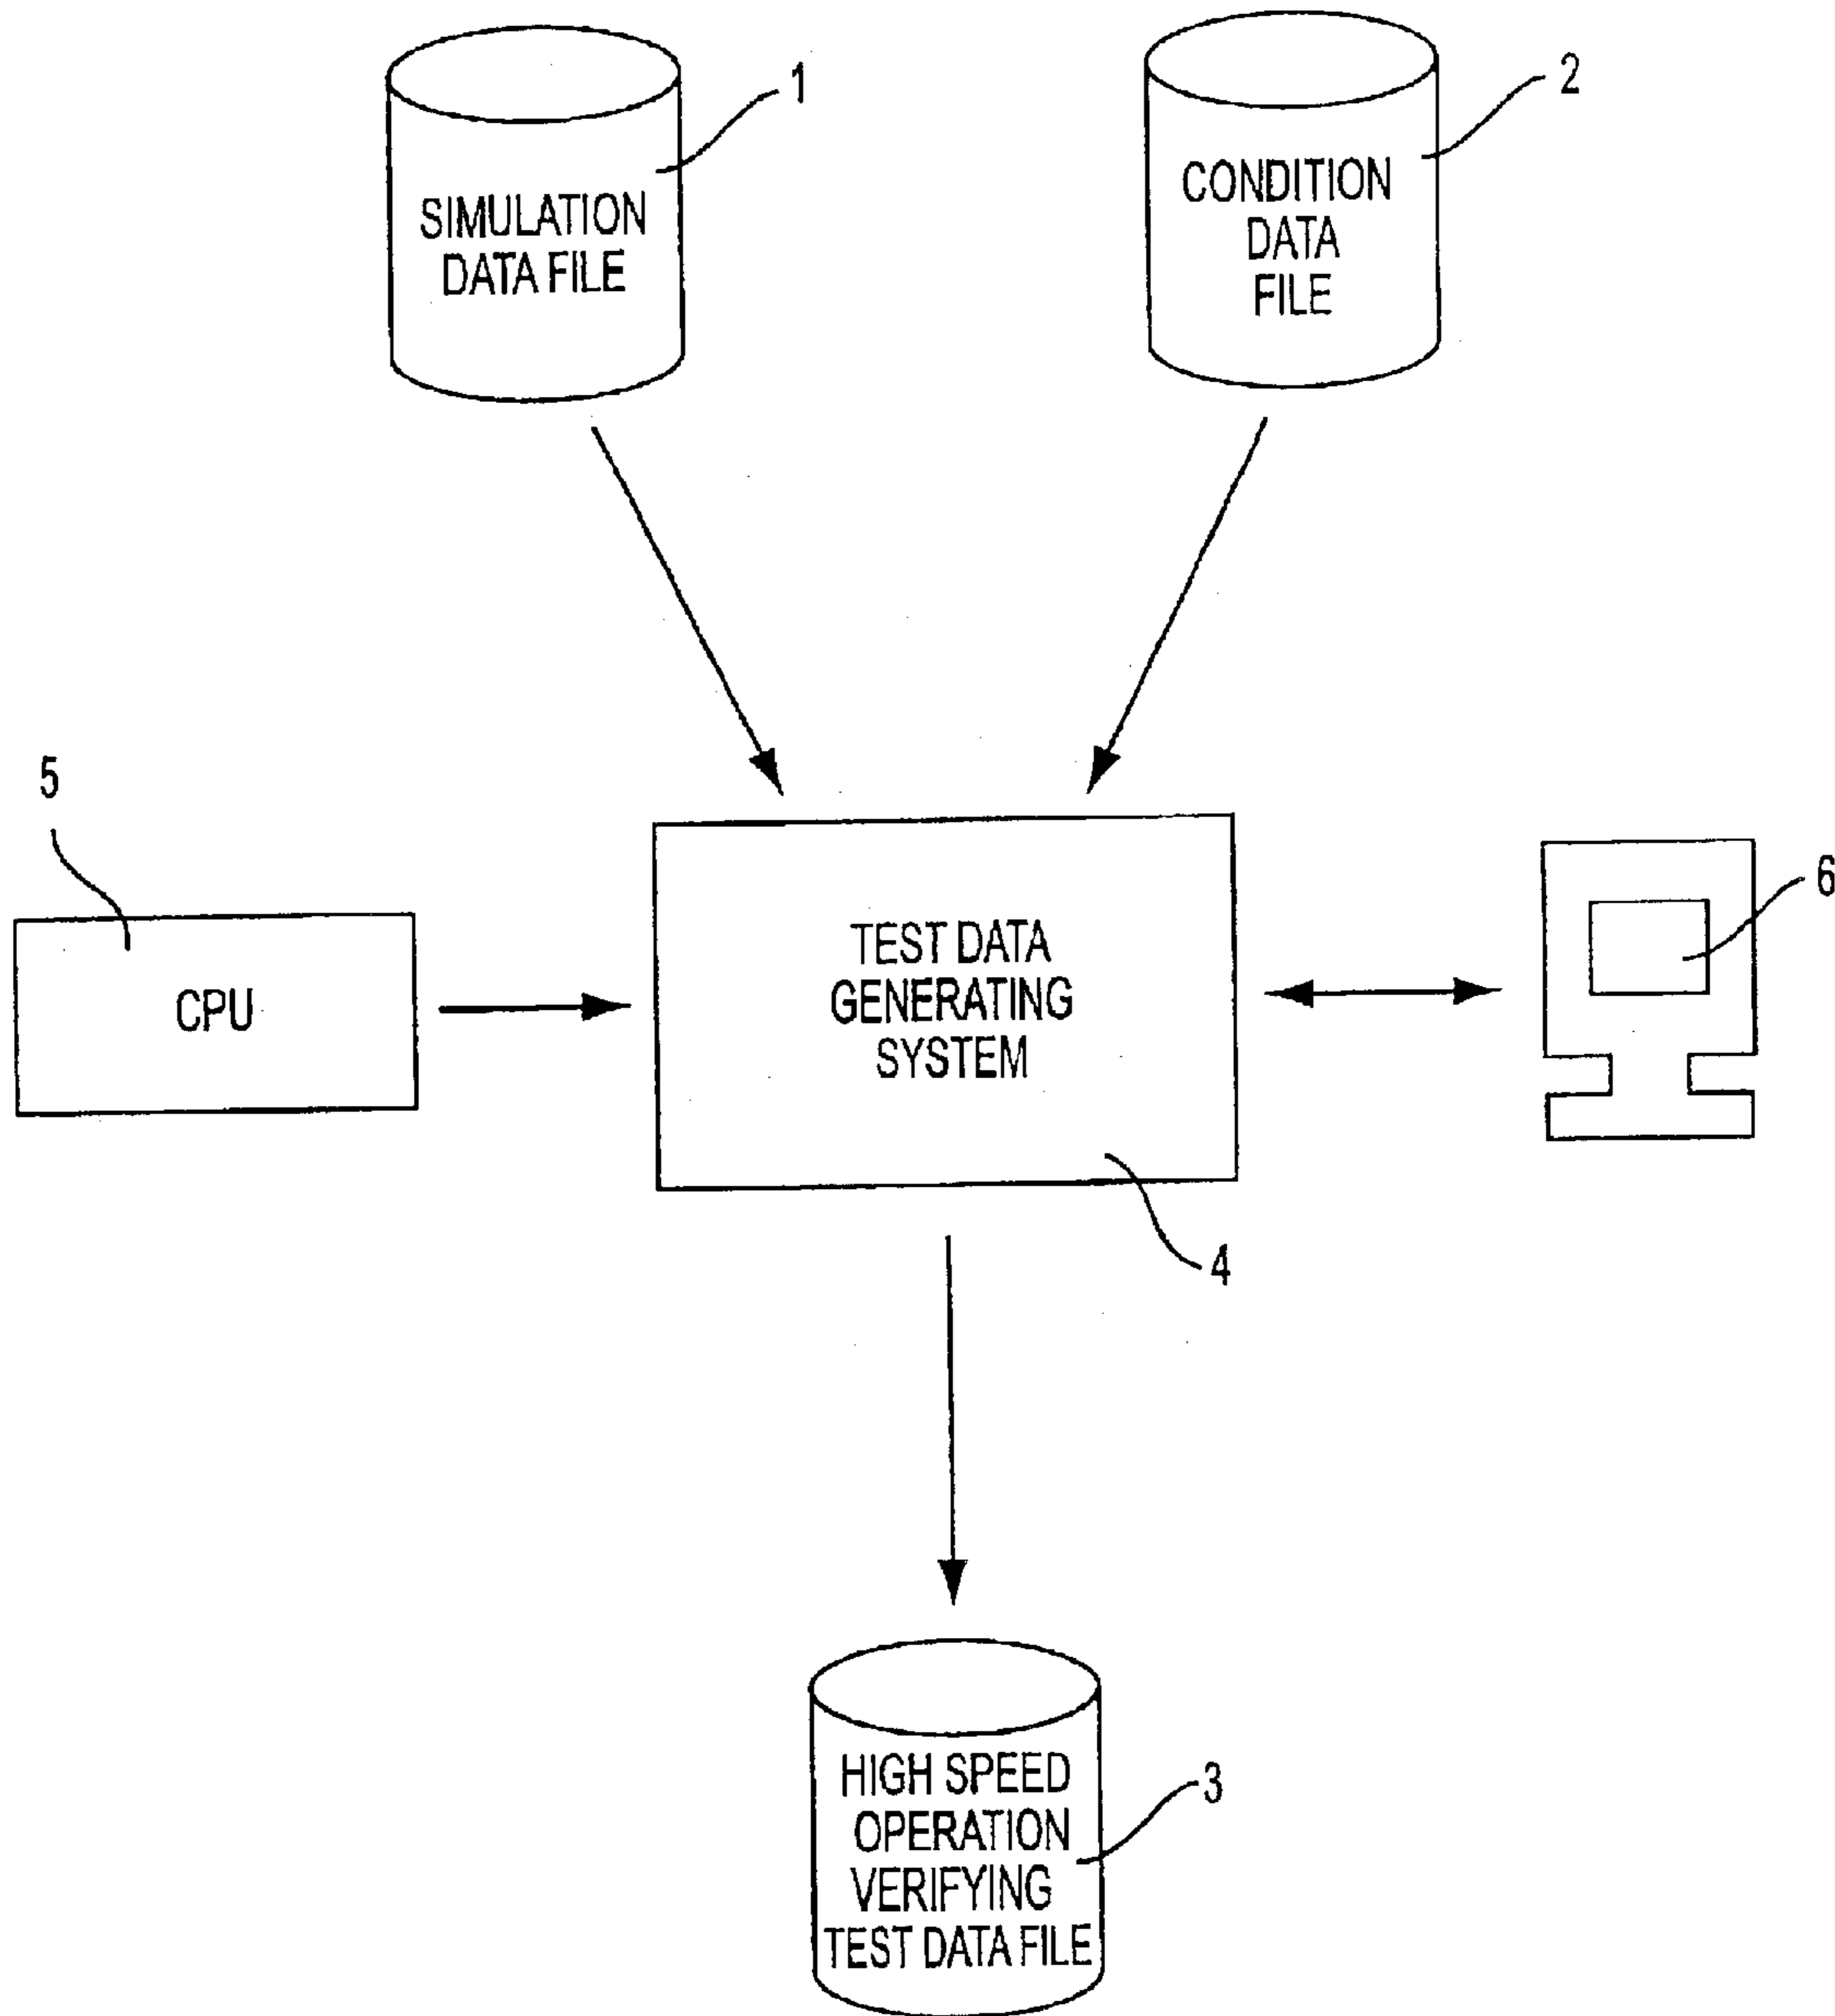 1
2
SIMULATION
DATA FILE
CONDITION
DATA
FILE
5
6
CPU
TEST DATA
GENERATING
SYSTEM
4
HIGH SPEED
OPERATION
VERIFYING
TEST DATA FILE
3